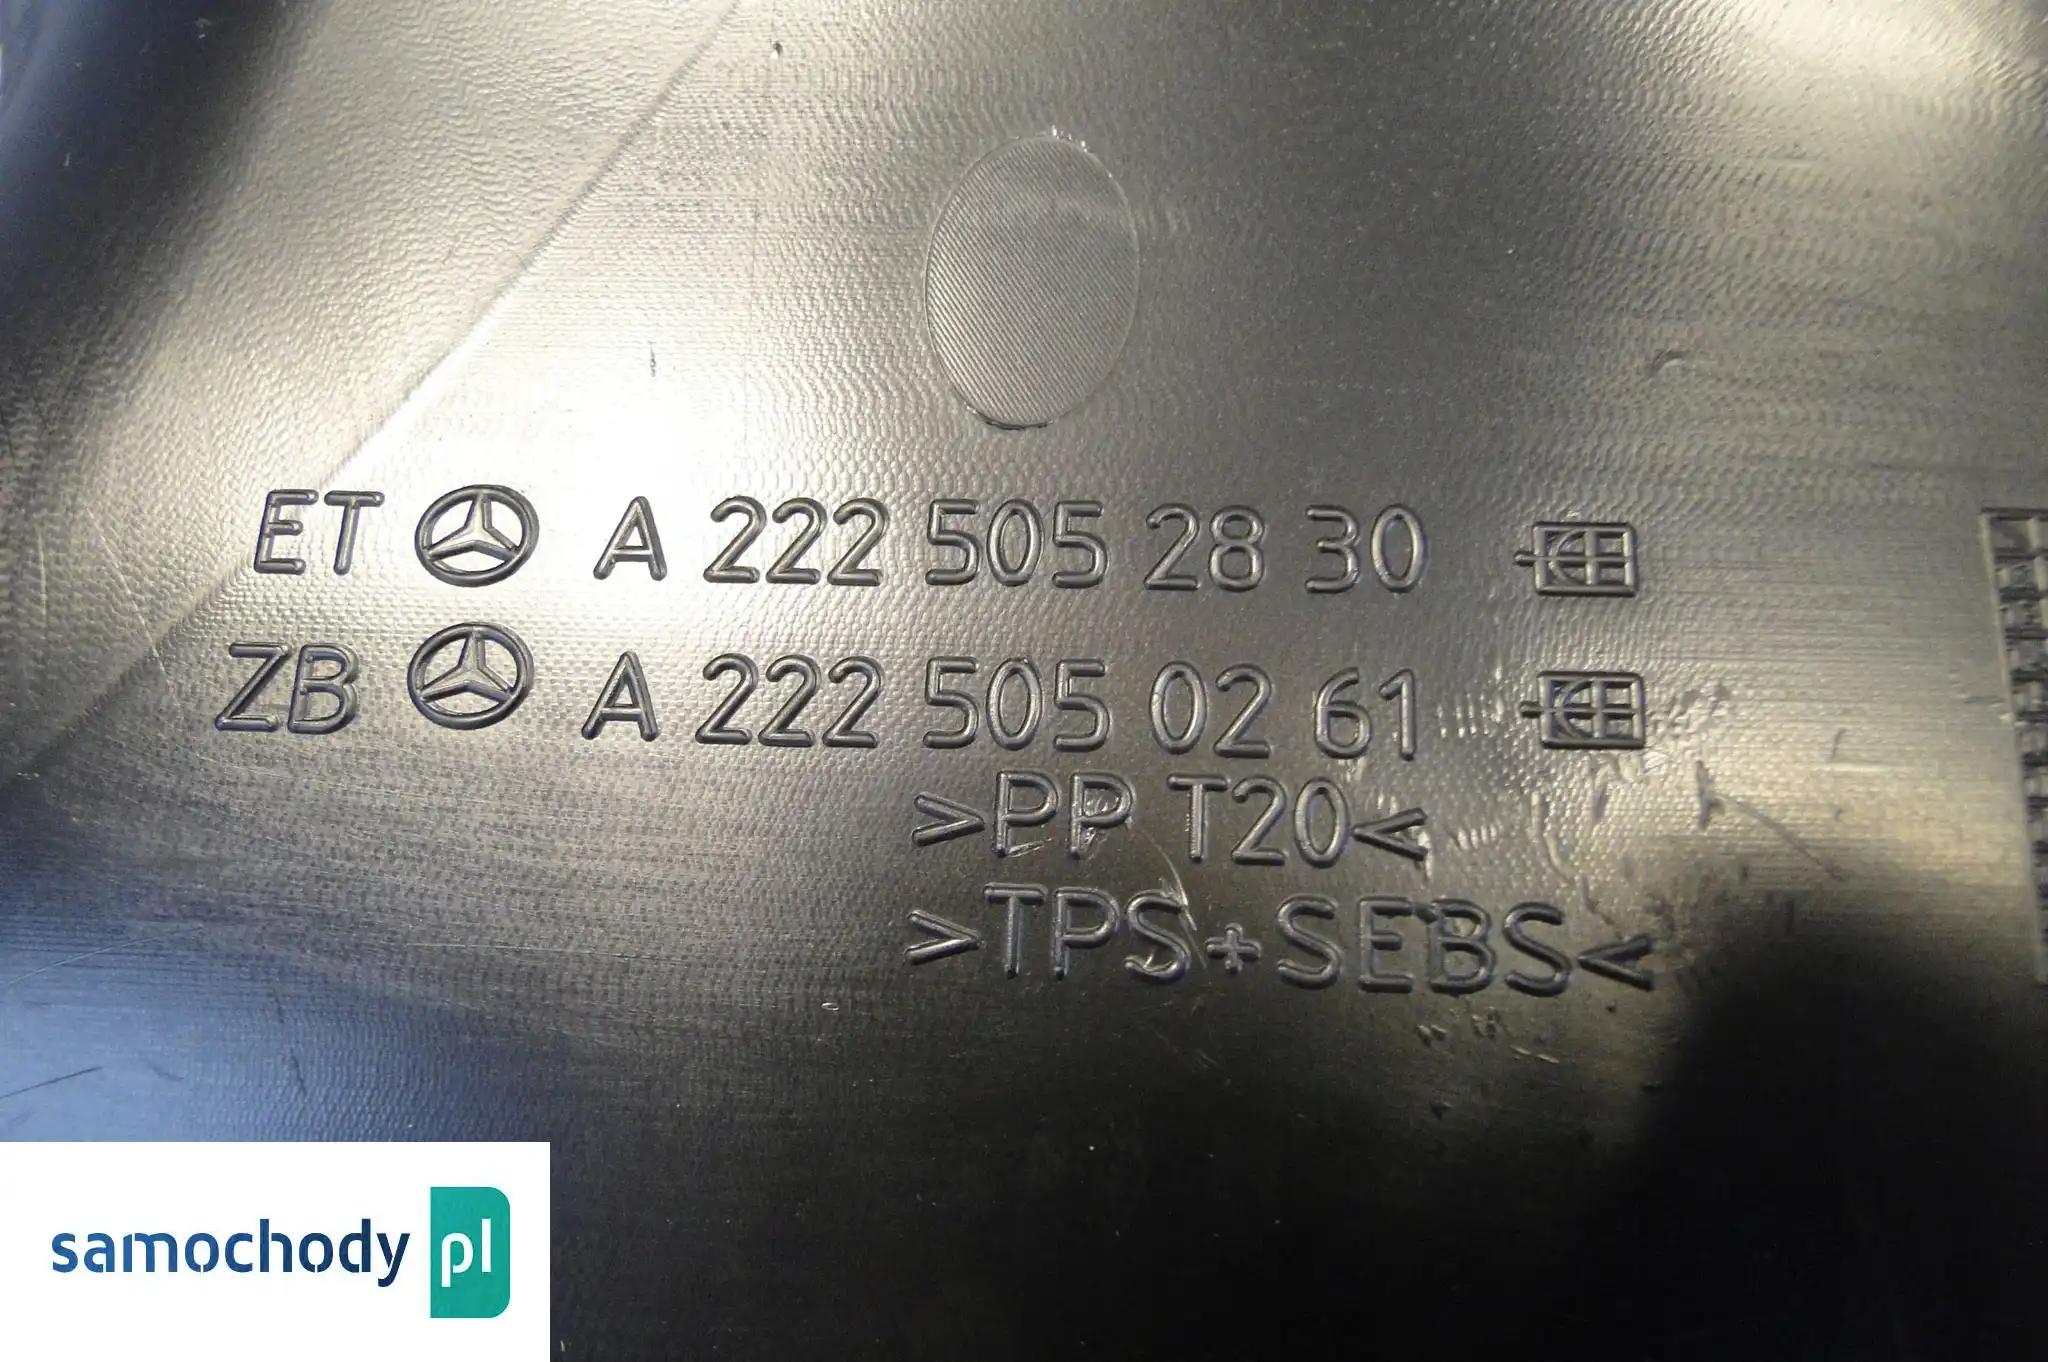 ET A 222 505 28 30
ZB A 222 505 02 61
>PP T20<
>TPS+SEBS<
samochody pl